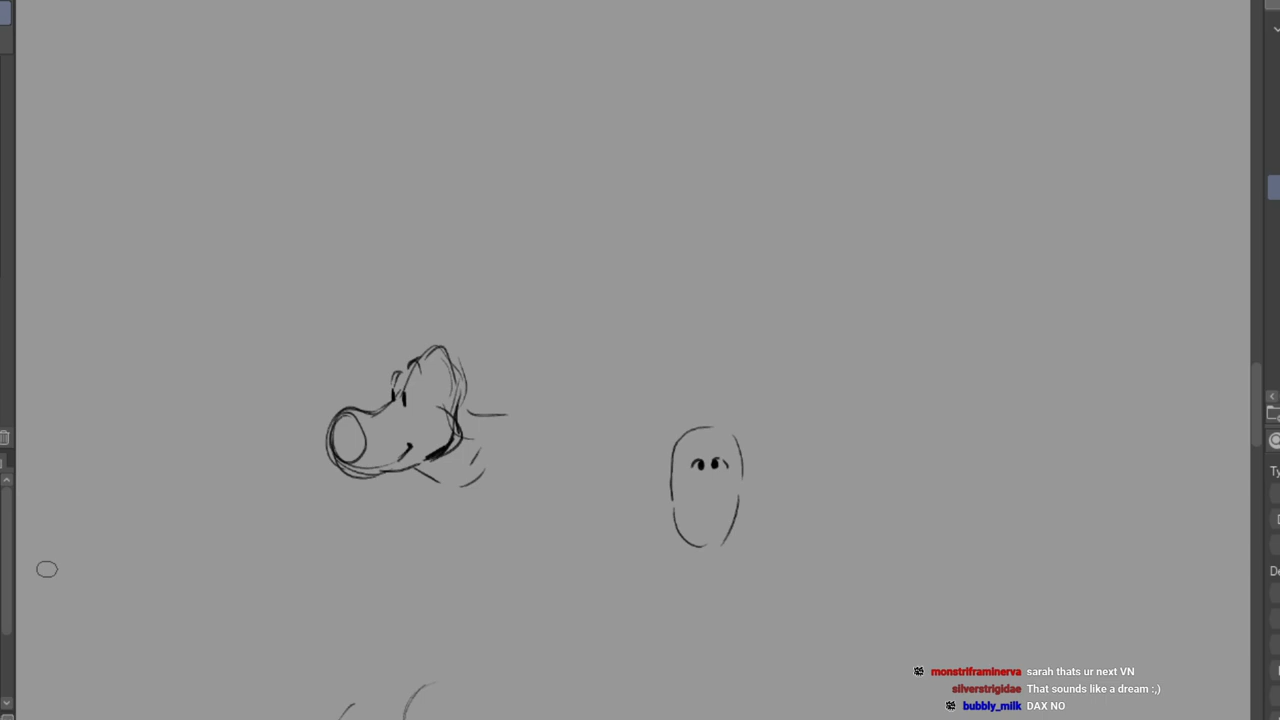 monstriframinerva sarah thats ur next VN
silverstrigidae That sounds like a dream :,)
bubbly_milk DAX NO